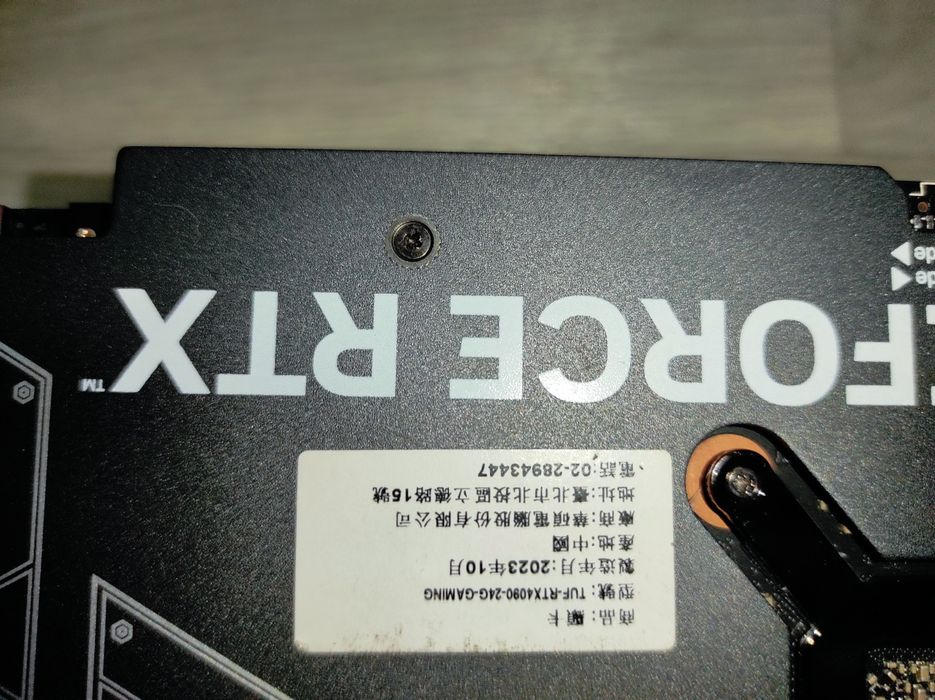 商品：顯卡
型號：TUF-RTX4090-24G-GAMING
製造年月：2023年10月
產地：中國
廠商：華碩電腦股份有限公司
地址：臺北市北投區立德路15號
電話：02-28943447
FORCE RTX™